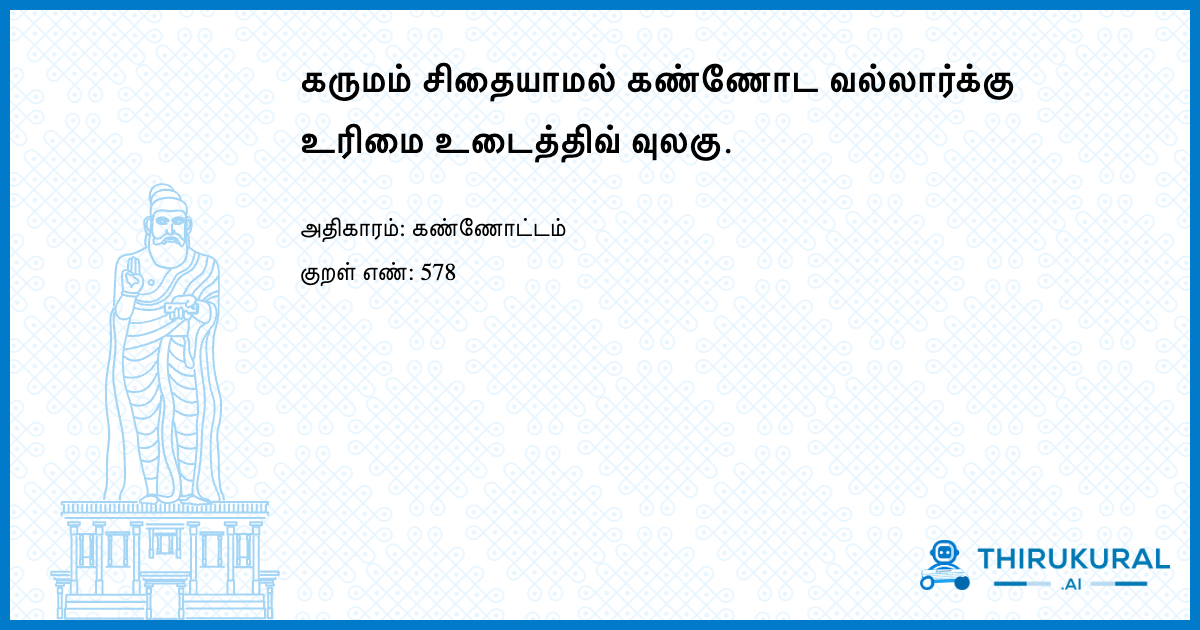 கருமம் சிதையாமல் கண்ணோட வல்லார்க்கு
உரிமை உடைத்திவ் வுலகு.
அதிகாரம்: கண்ணோட்டம்
குறள் எண்: 578
THIRUKURAL
.AI